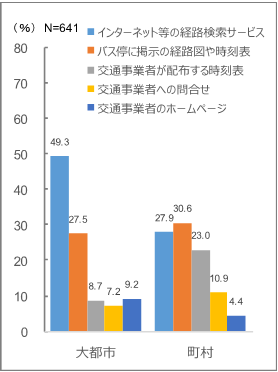 （%） N=641
インターネット等の経路検索サービス
バス停に掲示の経路図や時刻表
交通事業者が配布する時刻表
交通事業者への問合せ
交通事業者のホームページ
80
70
60
50
40
30
20
10
0
49.3
27.5
8.7
7.2
9.2
27.9
30.6
23.0
10.9
4.4
大都市
町村